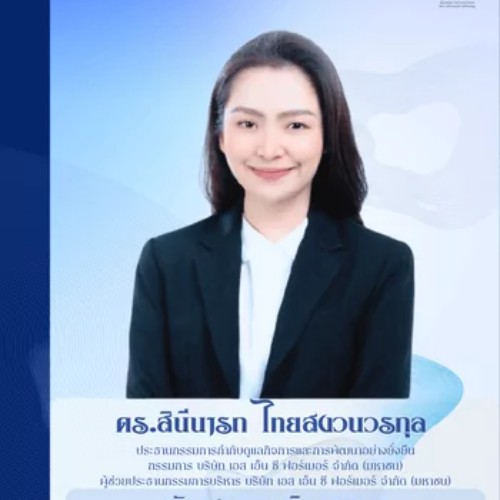 ดร.สินีนารถ ไทยสงวนวรกุล
ประธานกรรมการกำกับดูแลกิจการและการพัฒนาอย่างยั่งยืน
กรรมการ บริษัท เอส เอ็น ซี ฟอร์เมอร์ จำกัด (มหาชน)
ผู้ช่วยประธานกรรมการบริหาร บริษัท เอส เอ็น ซี ฟอร์เมอร์ จำกัด (มหาชน)